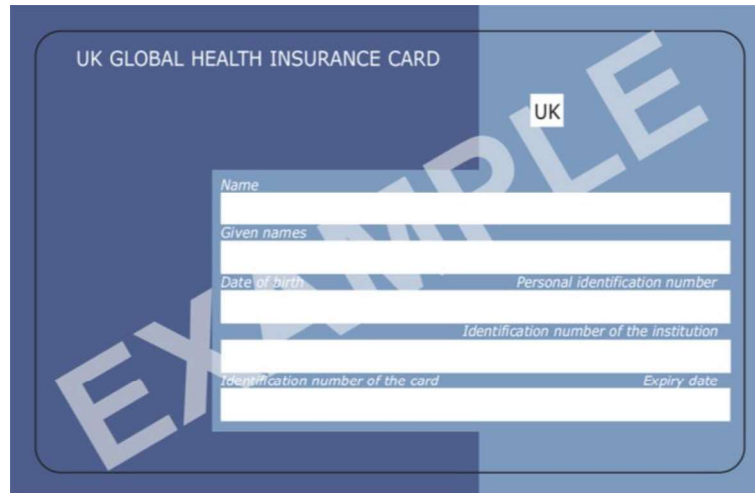 UK GLOBAL HEALTH INSURANCE CARD
UK
Name
Given names
Date of birth Personal identification number
Identification number of the institution
Identification number of the card Expiry date
EXAMPLE